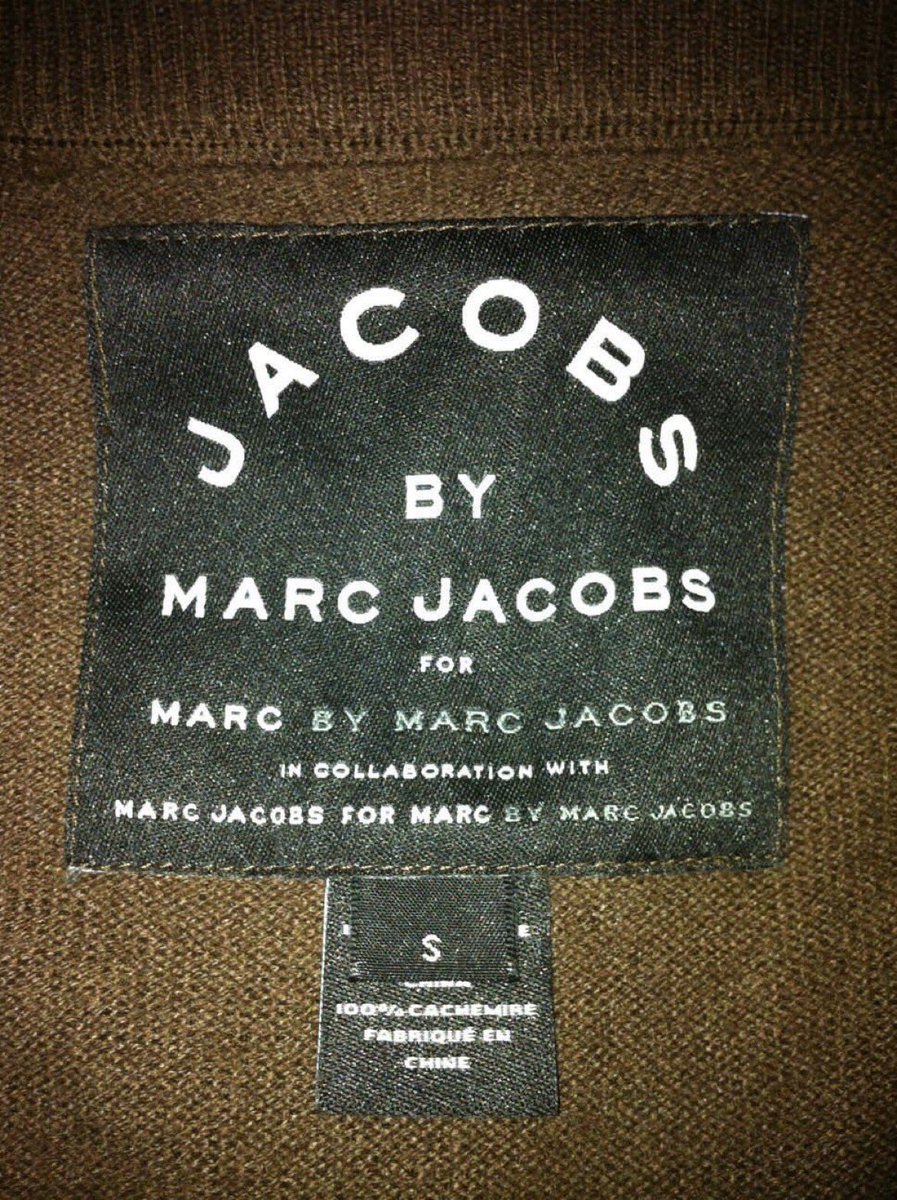 JACOBS
BY
MARC JACOBS
FOR
MARC BY MARC JACOBS
IN COLLABORATION WITH
MARC JACOBS FOR MARC BY MARC JACOBS
S
100% CACHEMIRE
FABRIQUÉ EN
CHINE